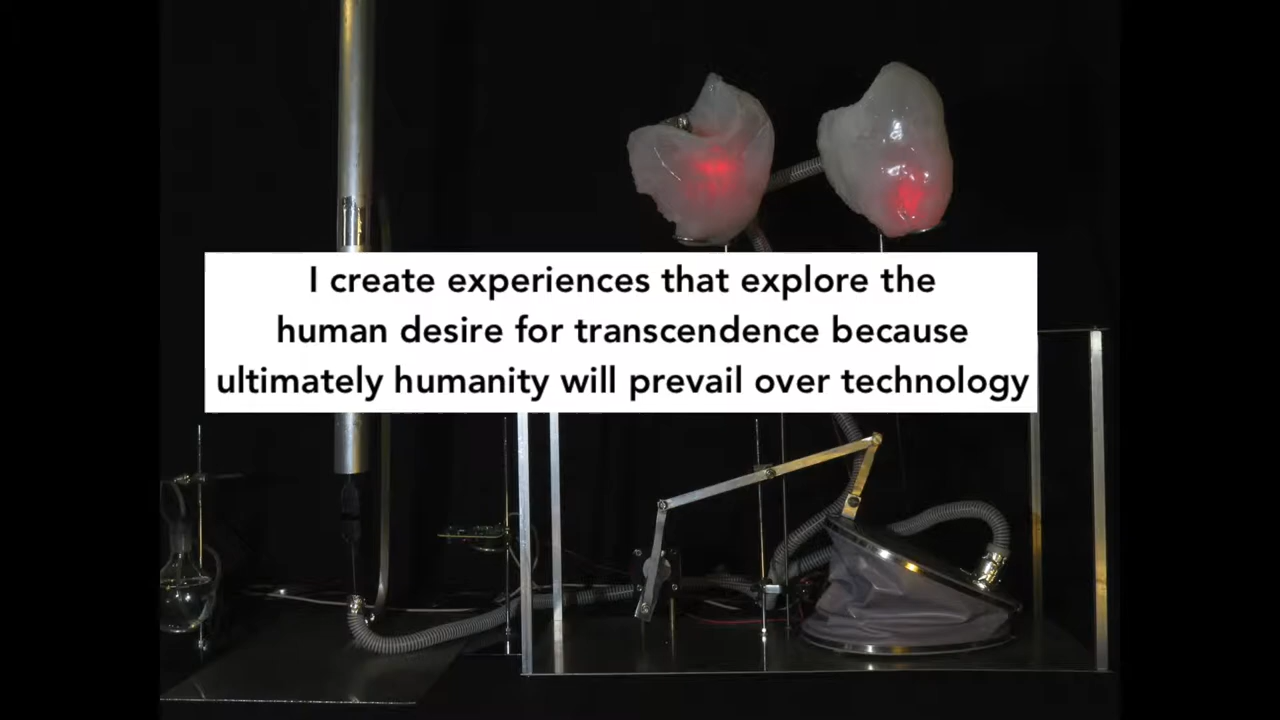 I create experiences that explore the
human desire for transcendence because
ultimately humanity will prevail over technology